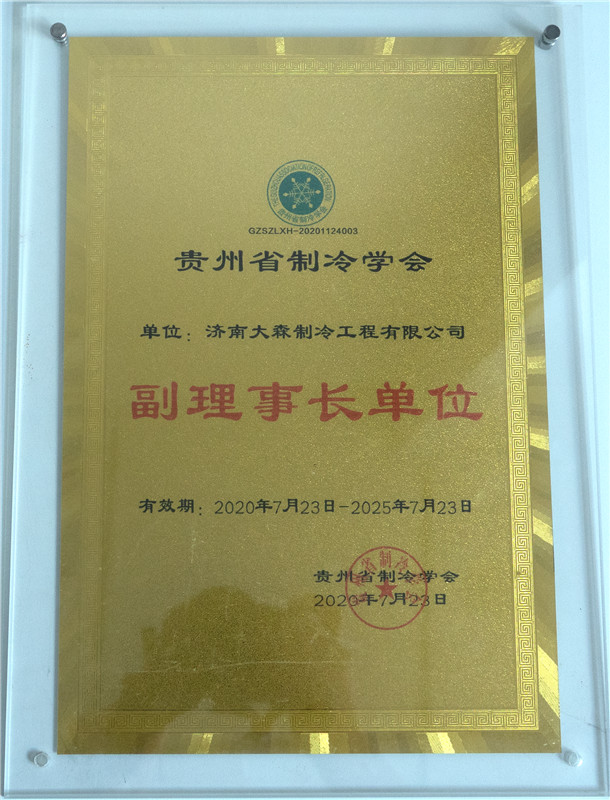 GZSZLXH-20201124003
贵州省制冷学会
单位：济南大森制冷工程有限公司
副理事长单位
有效期：2020年7月23日-2025年7月23日
贵州省制冷学会
2020年7月23日